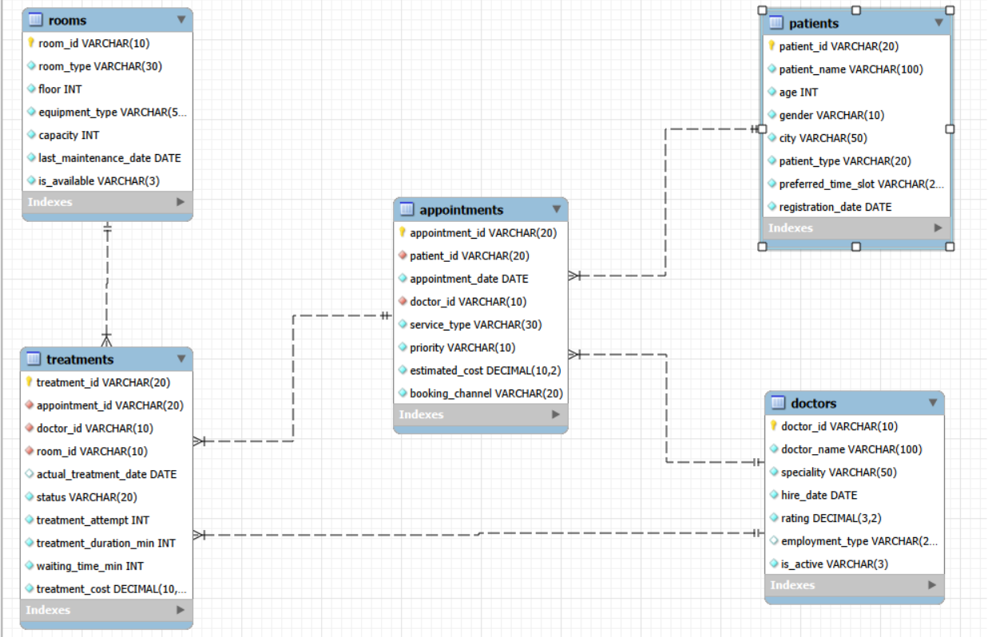 rooms
room_id VARCHAR(10)
room_type VARCHAR(30)
floor INT
equipment_type VARCHAR(5...
capacity INT
last_maintenance_date DATE
is_available VARCHAR(3)
Indexes
patients
patient_id VARCHAR(20)
patient_name VARCHAR(100)
age INT
gender VARCHAR(10)
city VARCHAR(50)
patient_type VARCHAR(20)
preferred_time_slot VARCHAR(2...
registration_date DATE
Indexes
appointments
appointment_id VARCHAR(20)
patient_id VARCHAR(20)
appointment_date DATE
doctor_id VARCHAR(10)
service_type VARCHAR(30)
priority VARCHAR(10)
estimated_cost DECIMAL(10,2)
booking_channel VARCHAR(20)
Indexes
treatments
treatment_id VARCHAR(20)
appointment_id VARCHAR(20)
doctor_id VARCHAR(10)
room_id VARCHAR(10)
actual_treatment_date DATE
status VARCHAR(20)
treatment_attempt INT
treatment_duration_min INT
waiting_time_min INT
treatment_cost DECIMAL(10,...
Indexes
doctors
doctor_id VARCHAR(10)
doctor_name VARCHAR(100)
speciality VARCHAR(50)
hire_date DATE
rating DECIMAL(3,2)
employment_type VARCHAR(2...
is_active VARCHAR(3)
Indexes